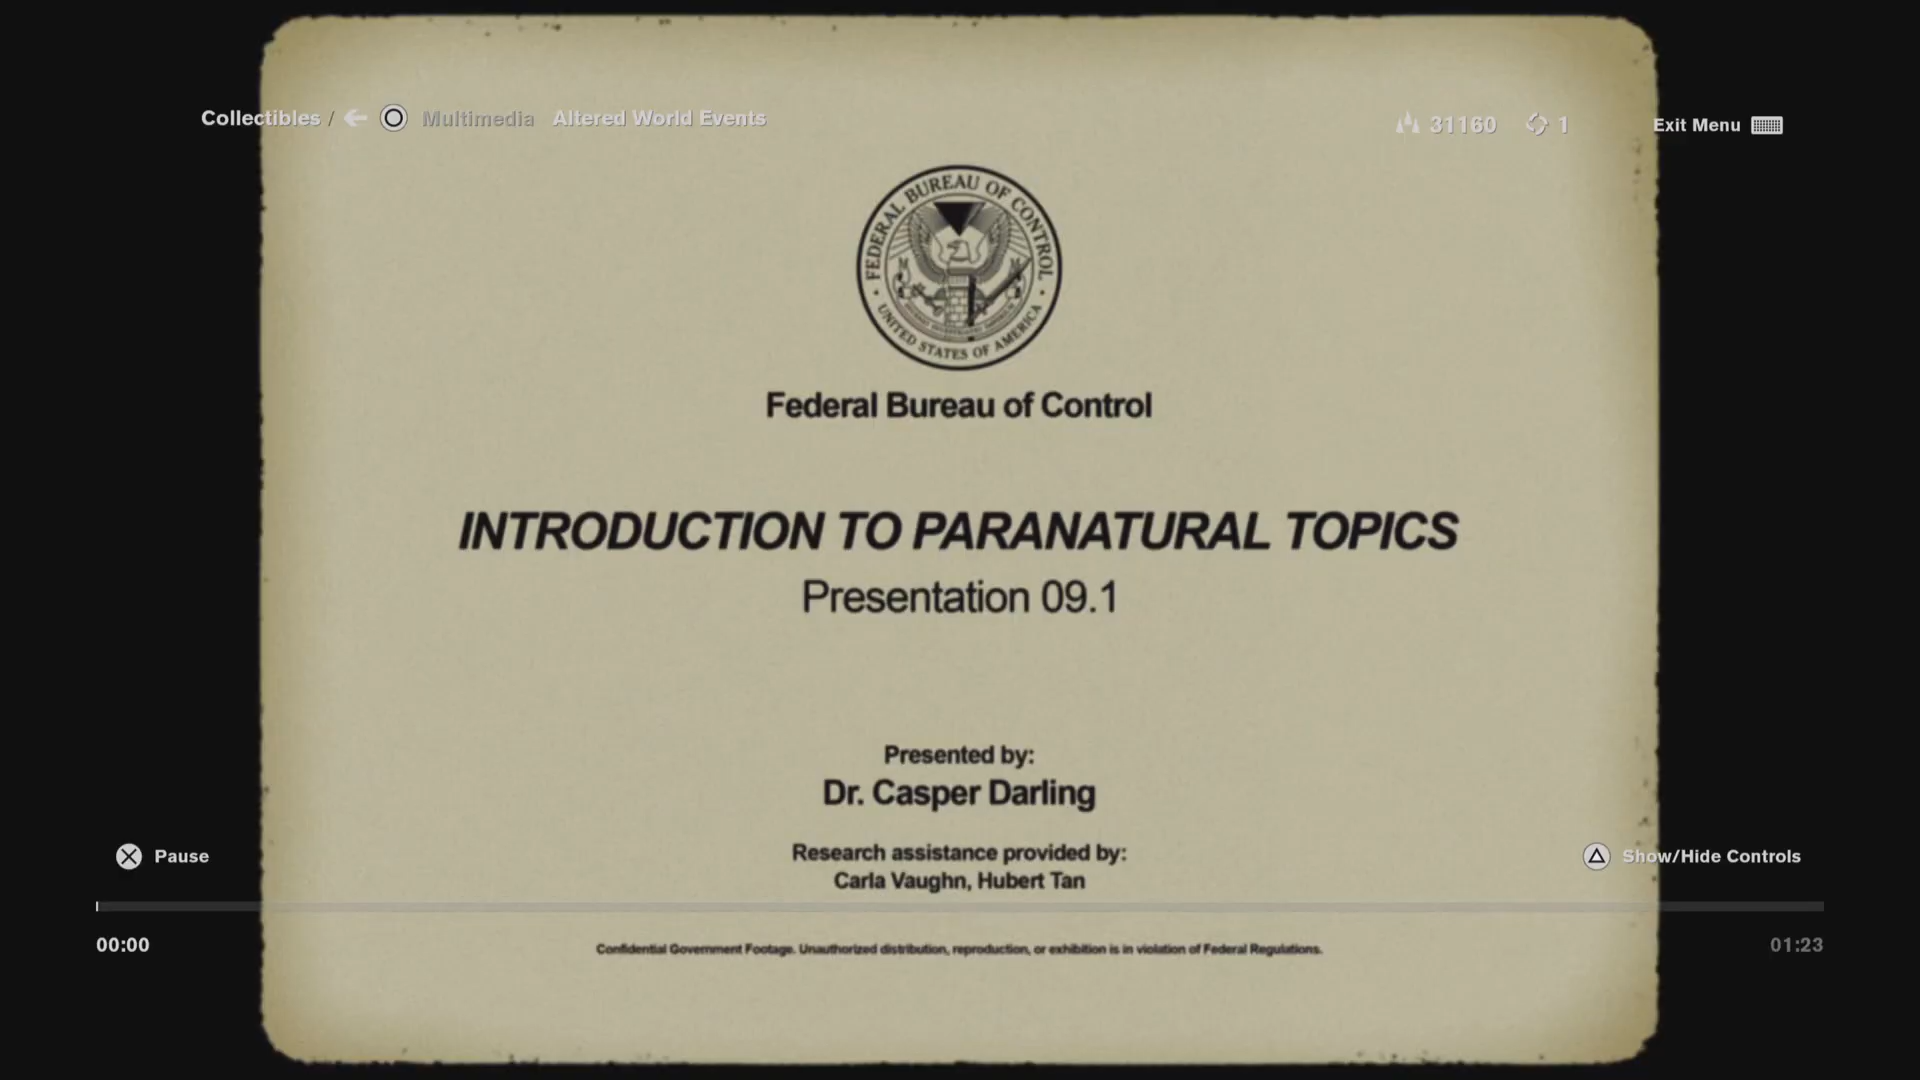 Collectibles / Multimedia Altered World Events
31160 1 Exit Menu
FEDERAL BUREAU OF CONTROL
UNITED STATES OF AMERICA
Federal Bureau of Control
INTRODUCTION TO PARANATURAL TOPICS
Presentation 09.1
Presented by:
Dr. Casper Darling
Pause
Show/Hide Controls
Research assistance provided by:
Carla Vaughn, Hubert Tan
00:00
01:23
Confidential Government Footage. Unauthorized distribution, reproduction, or exhibition is in violation of Federal Regulations.